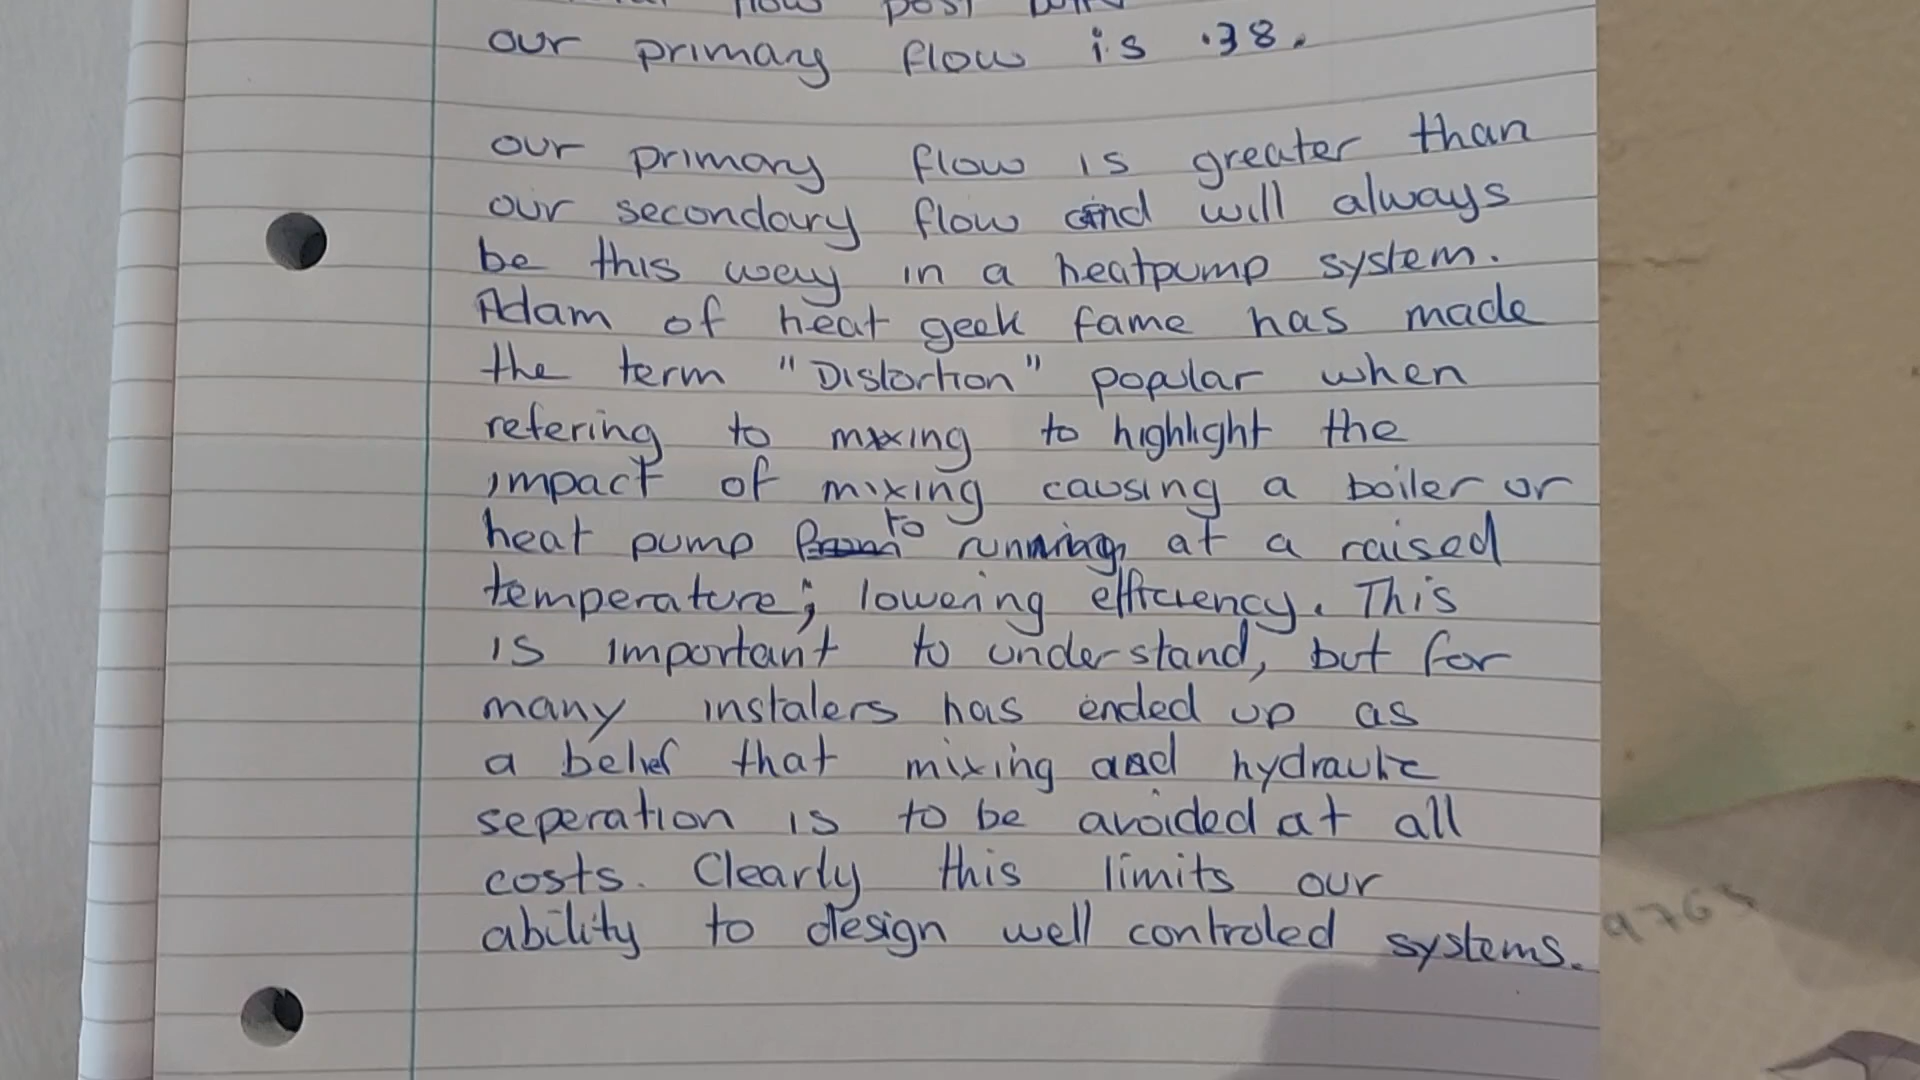 flow post
our primary flow is .38.
our primary flow is greater than
our secondary flow and will always
be this way in a heatpump system.
Adam of heat geek fame has made
the term "Distortion" popular when
refering to mixing to highlight the
impact of mixing causing a boiler or
heat pump to running at a raised
temperature; lowering efficiency. This
is important to understand, but for
many instalers has ended up as
a belief that mixing and hydraulic
seperation is to be avoided at all
costs. Clearly this limits our
ability to design well controled systems.